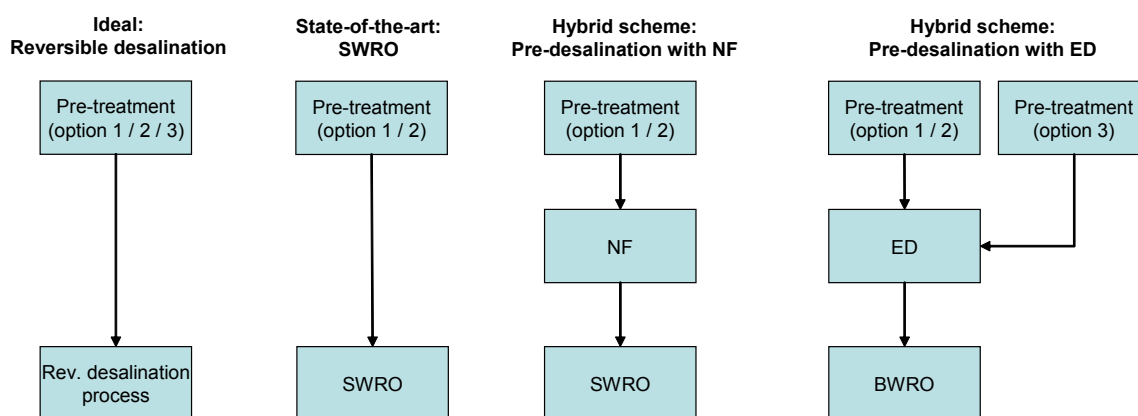 Ideal:
Reversible desalination
State-of-the-art:
SWRO
Hybrid scheme:
Pre-desalination with NF
Hybrid scheme:
Pre-desalination with ED
Pre-treatment
(option 1 / 2 / 3)
Pre-treatment
(option 1 / 2)
Pre-treatment
(option 1 / 2)
Pre-treatment
(option 1 / 2)
Pre-treatment
(option 3)
NF
ED
Rev. desalination
process
SWRO
SWRO
BWRO